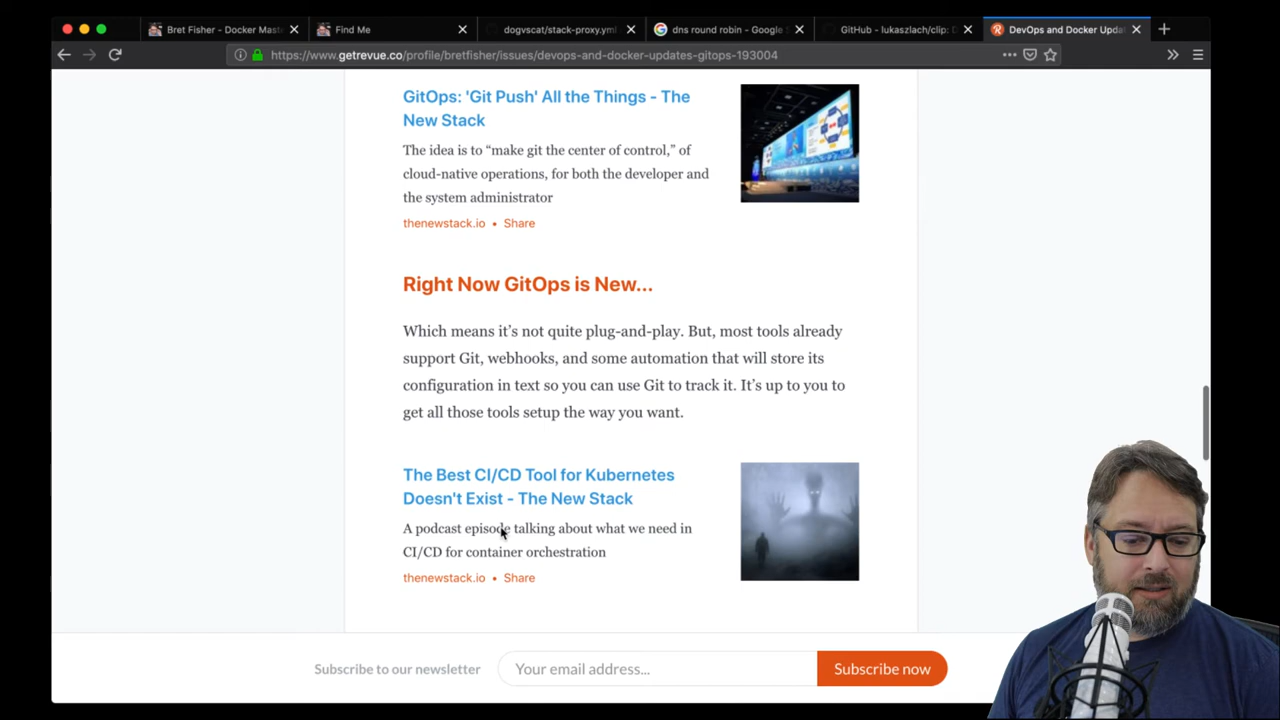 Bret Fisher - Docker Mast
Find Me
dogvscat/stack-proxy.yml
dns round robin - Google S
GitHub - lukaszlach/clip: D
DevOps and Docker Updat
https://www.getrevue.co/profile/bretfisher/issues/devops-and-docker-updates-gitops-193004
GitOps: 'Git Push' All the Things - The
New Stack
The idea is to “make git the center of control,” of
cloud-native operations, for both the developer and
the system administrator
thenewstack.io • Share
Right Now GitOps is New...
Which means it’s not quite plug-and-play. But, most tools already
support Git, webhooks, and some automation that will store its
configuration in text so you can use Git to track it. It’s up to you to
get all those tools setup the way you want.
The Best CI/CD Tool for Kubernetes
Doesn't Exist - The New Stack
A podcast episode talking about what we need in
CI/CD for container orchestration
thenewstack.io • Share
Subscribe to our newsletter
Your email address...
Subscribe now